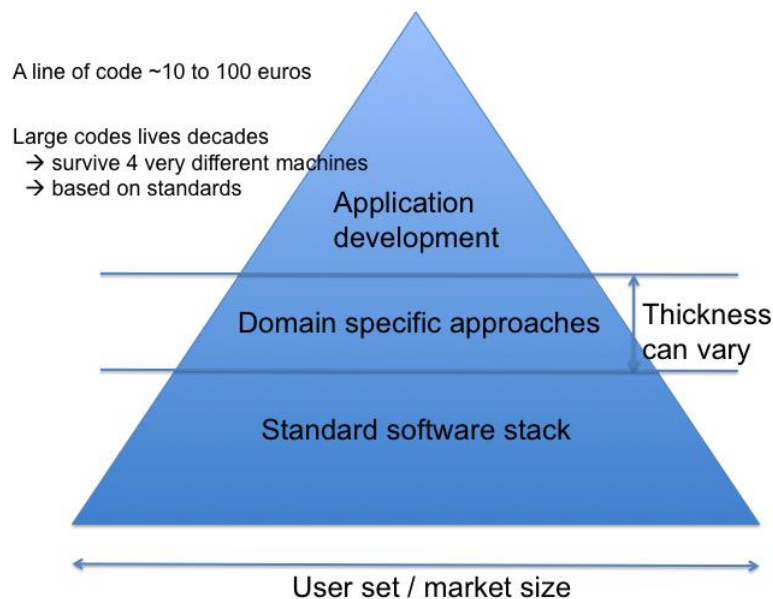 A line of code ~10 to 100 euros
Large codes lives decades
→ survive 4 very different machines
→ based on standards
Application
development
Domain specific approaches
Thickness
can vary
Standard software stack
User set / market size